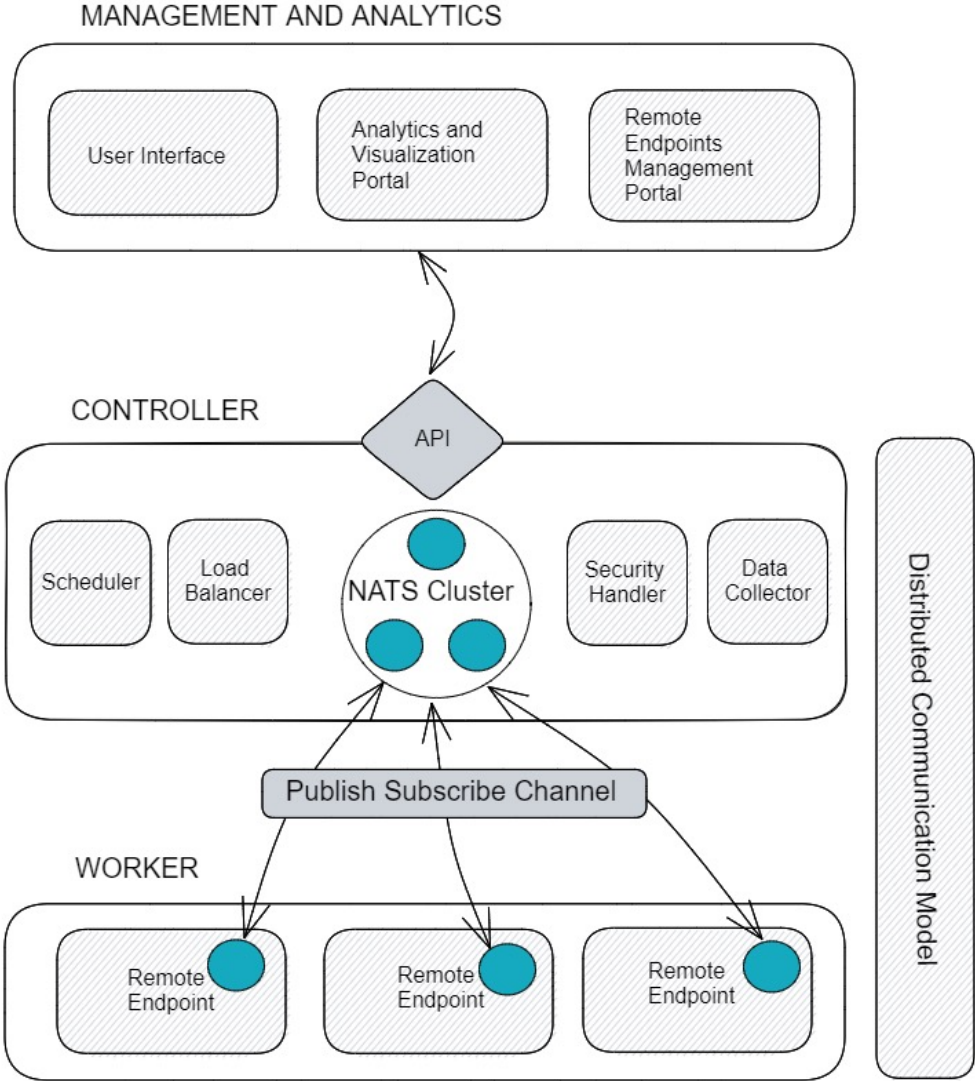 MANAGEMENT AND ANALYTICS
User Interface
Analytics and
Visualization
Portal
Remote
Endpoints
Management
Portal
CONTROLLER
API
Scheduler
Load
Balancer
NATS Cluster
Security
Handler
Data
Collector
Distributed Communication Model
Publish Subscribe Channel
WORKER
Remote
Endpoint
Remote
Endpoint
Remote
Endpoint